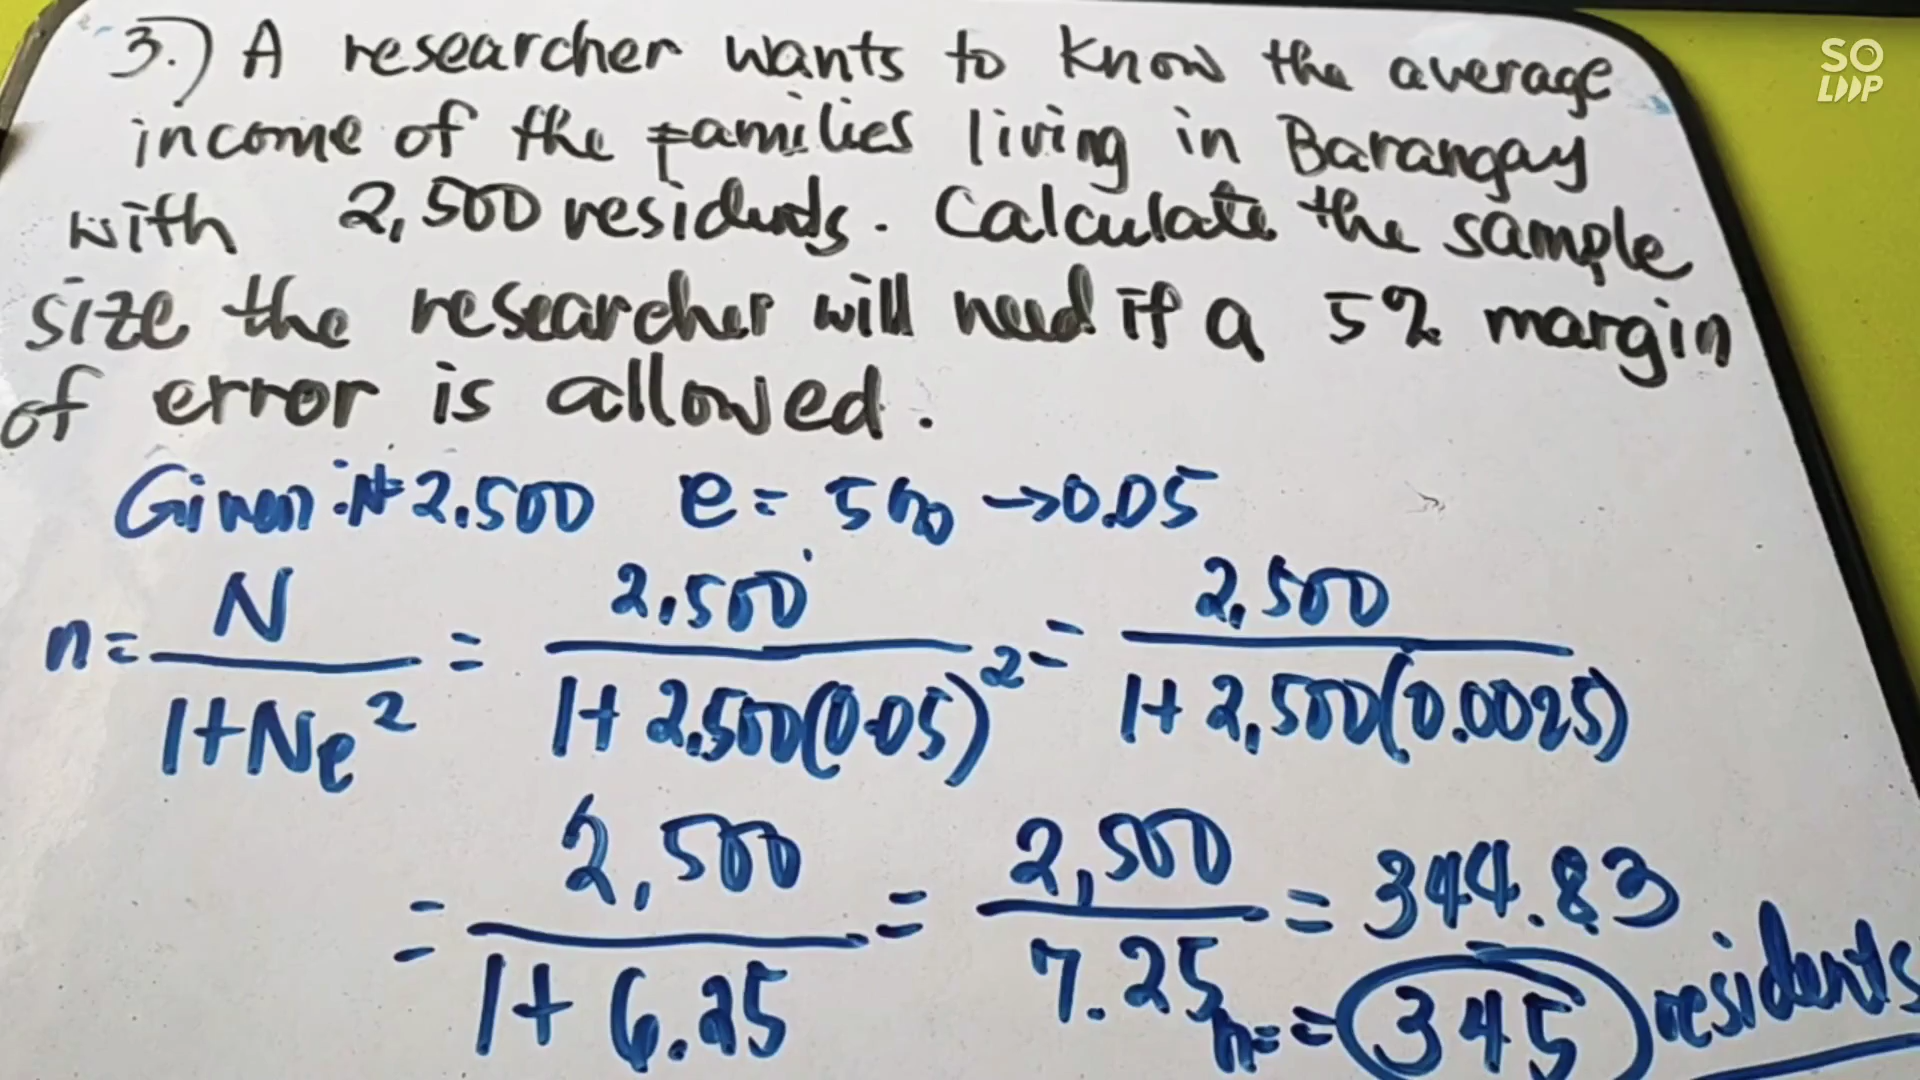 SO
LOOP
3.) A researcher wants to know the average
income of the families living in Barangay
with 2,500 residents. Calculate the sample
size the researcher will need if a 5% margin
of error is allowed.
Given: N=2,500 e= 5% →0.05
n= N / 1+Ne² = 2,500 / 1+2,500(0.05)² = 2,500 / 1+2,500(0.0025)
= 2,500 / 1+6.25 = 2,500 / 7.25 = 344.83
n= = 345 residents